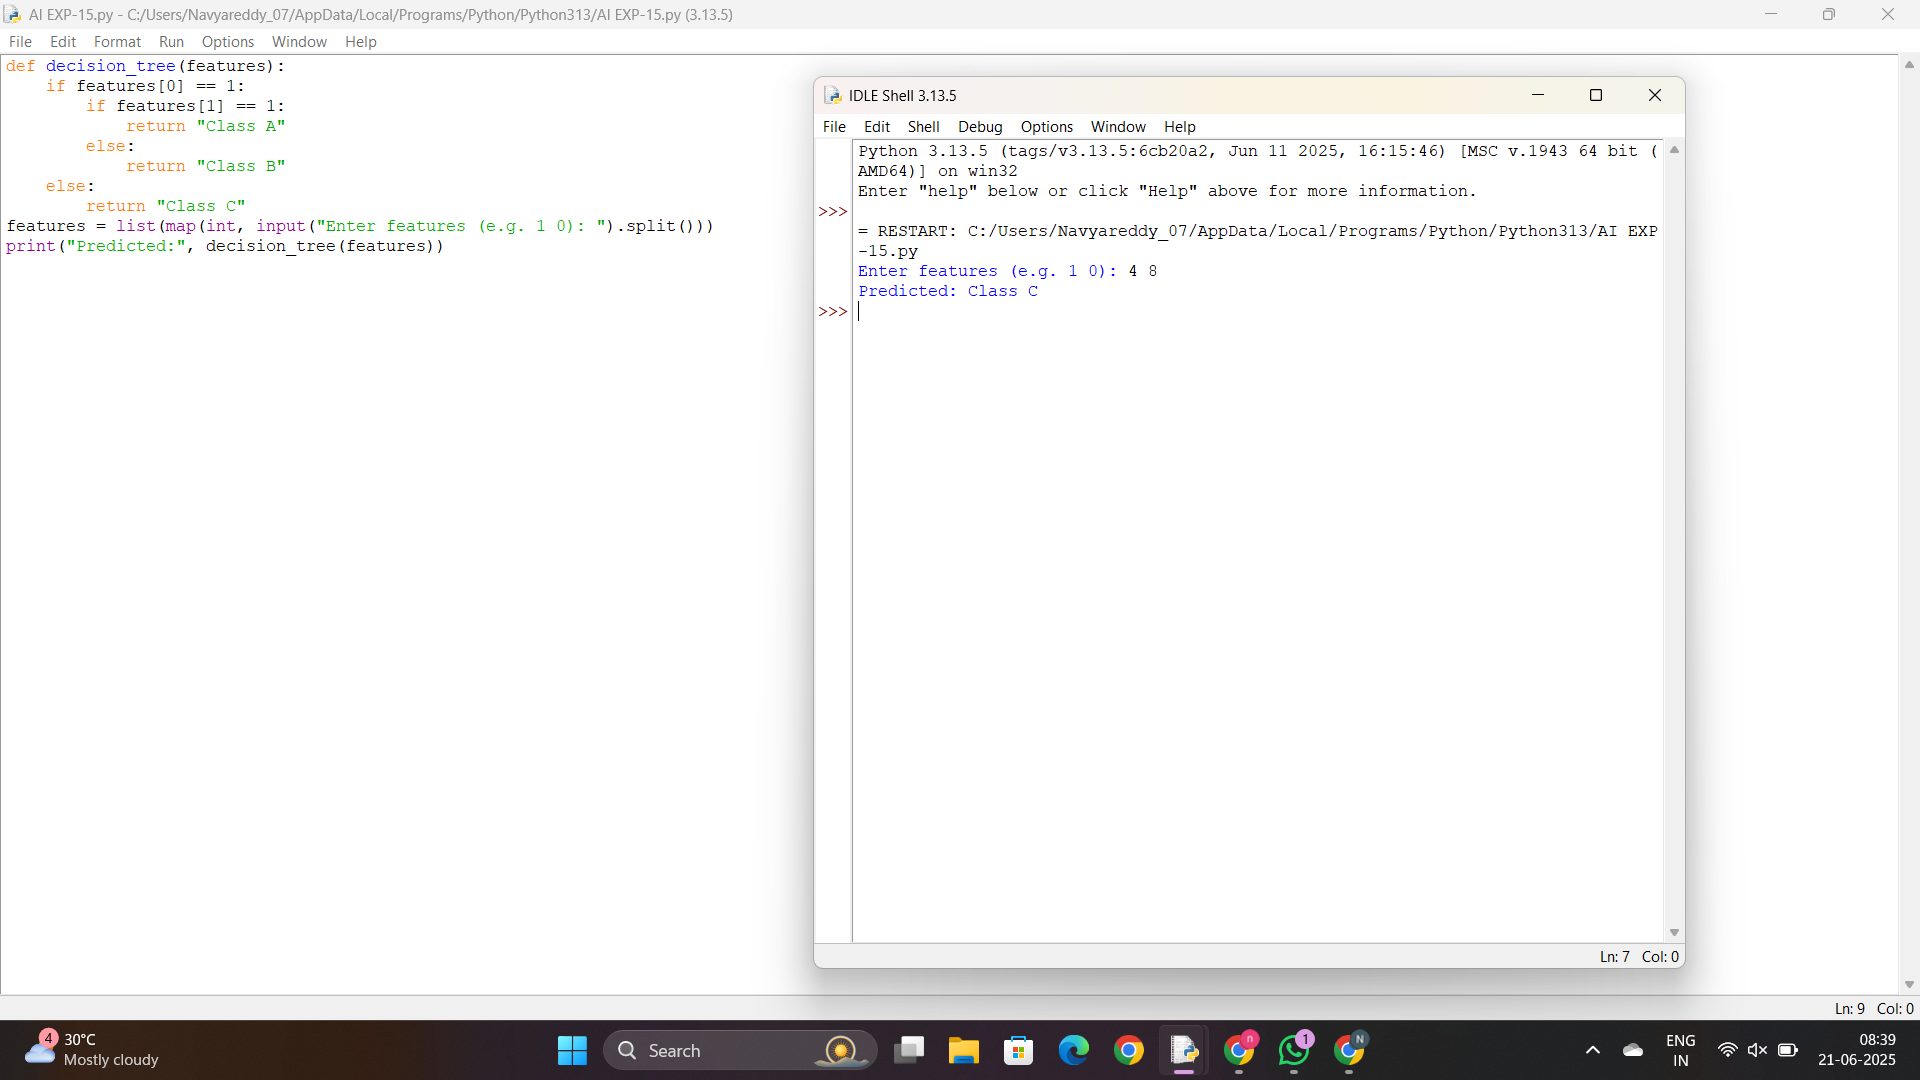 AI EXP-15.py - C:/Users/Navyareddy_07/AppData/Local/Programs/Python/Python313/AI EXP-15.py (3.13.5)
File Edit Format Run Options Window Help
def decision_tree(features):
    if features[0] == 1:
        if features[1] == 1:
            return "Class A"
        else:
            return "Class B"
    else:
        return "Class C"
features = list(map(int, input("Enter features (e.g. 1 0): ").split()))
print("Predicted:", decision_tree(features))
IDLE Shell 3.13.5
File Edit Shell Debug Options Window Help
Python 3.13.5 (tags/v3.13.5:6cb20a2, Jun 11 2025, 16:15:46) [MSC v.1943 64 bit (
AMD64)] on win32
Enter "help" below or click "Help" above for more information.
>>>
= RESTART: C:/Users/Navyareddy_07/AppData/Local/Programs/Python/Python313/AI EXP
-15.py
Enter features (e.g. 1 0): 4 8
Predicted: Class C
>>>
Ln: 7 Col: 0
Ln: 9 Col: 0
4
30°C
Mostly cloudy
Search
n
1
N
ENG
IN
08:39
21-06-2025